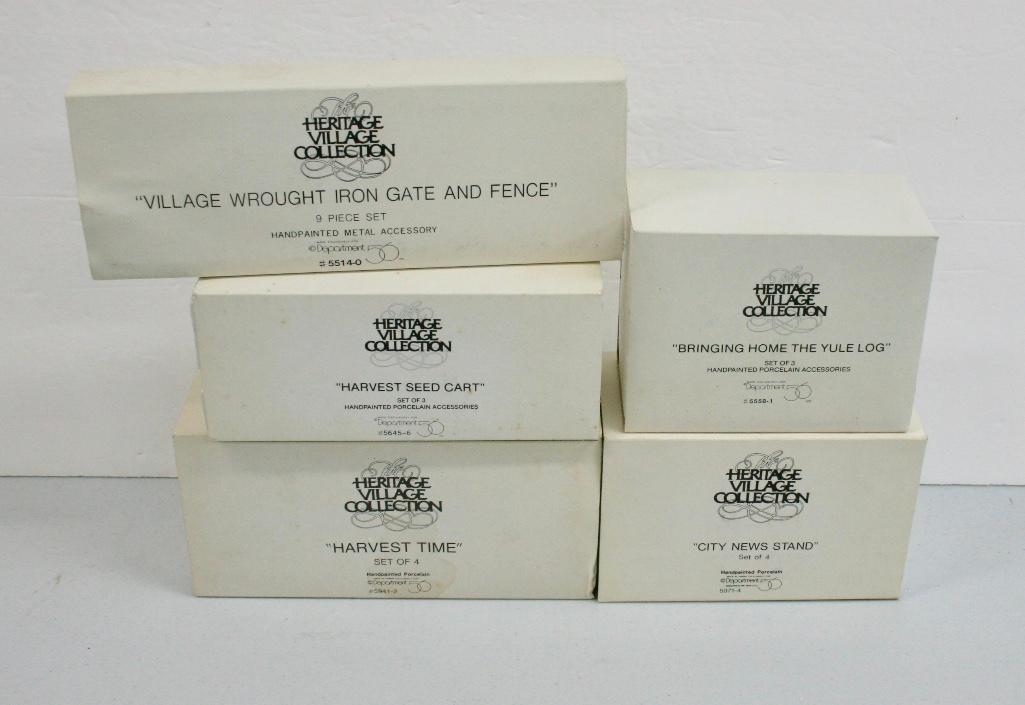 The
HERITAGE
VILLAGE
COLLECTION
"VILLAGE WROUGHT IRON GATE AND FENCE"
9 PIECE SET
HANDPAINTED METAL ACCESSORY
©Department 56
#5514-0
The
HERITAGE
VILLAGE
COLLECTION
"HARVEST SEED CART"
SET OF 3
HANDPAINTED PORCELAIN ACCESSORIES
©Department 56
#5645-6
The
HERITAGE
VILLAGE
COLLECTION
"BRINGING HOME THE YULE LOG"
SET OF 3
HANDPAINTED PORCELAIN ACCESSORIES
©Department 56
#5558-1
The
HERITAGE
VILLAGE
COLLECTION
"HARVEST TIME"
SET OF 4
Handpainted Porcelain
©Department 56
#5941-2
The
HERITAGE
VILLAGE
COLLECTION
"CITY NEWS STAND"
Set of 4
Handpainted Porcelain
©Department 56
5971-4